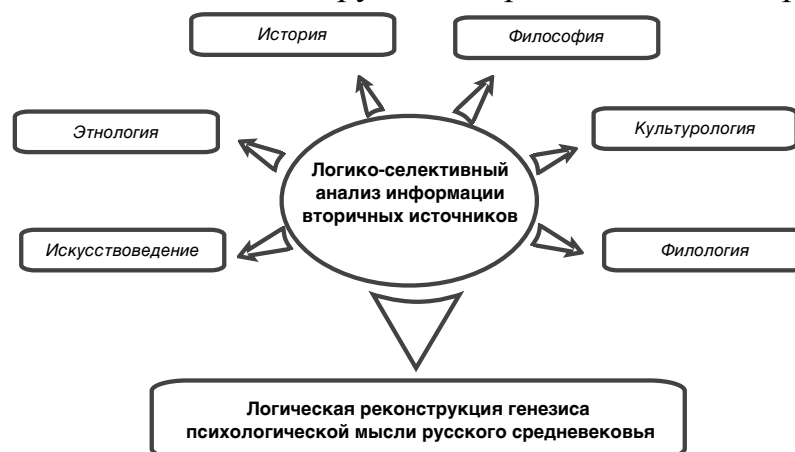 История
Философия
Этнология
Культурология
Логико-селективный
анализ информации
вторичных источников
Искусствоведение
Филология
Логическая реконструкция генезиса
психологической мысли русского средневековья